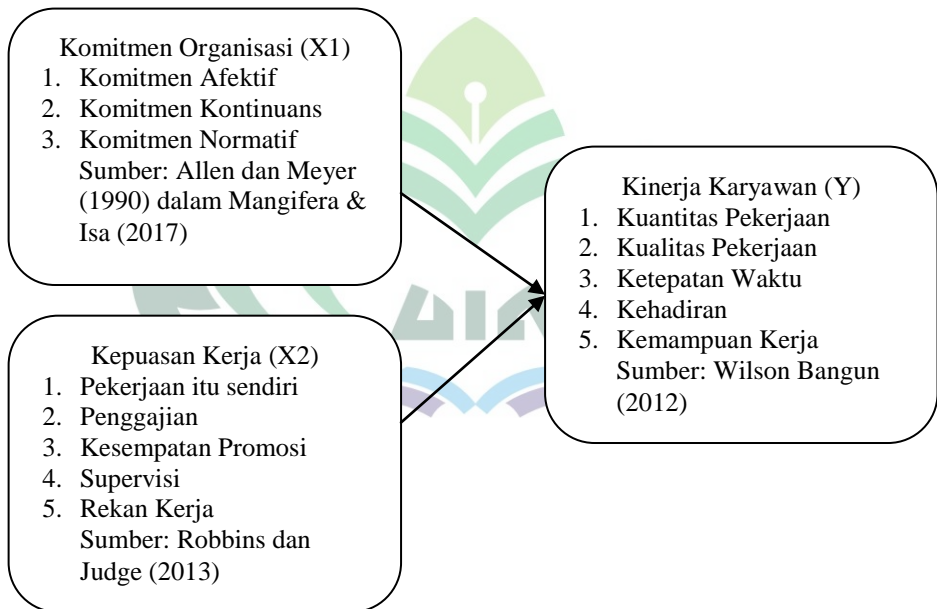 Komitmen Organisasi (X1)
1. Komitmen Afektif
2. Komitmen Kontinuans
3. Komitmen Normatif
Sumber: Allen dan Meyer
(1990) dalam Mangifera &
Isa (2017)
Kepuasan Kerja (X2)
1. Pekerjaan itu sendiri
2. Penggajian
3. Kesempatan Promosi
4. Supervisi
5. Rekan Kerja
Sumber: Robbins dan
Judge (2013)
Kinerja Karyawan (Y)
1. Kuantitas Pekerjaan
2. Kualitas Pekerjaan
3. Ketepatan Waktu
4. Kehadiran
5. Kemampuan Kerja
Sumber: Wilson Bangun
(2012)